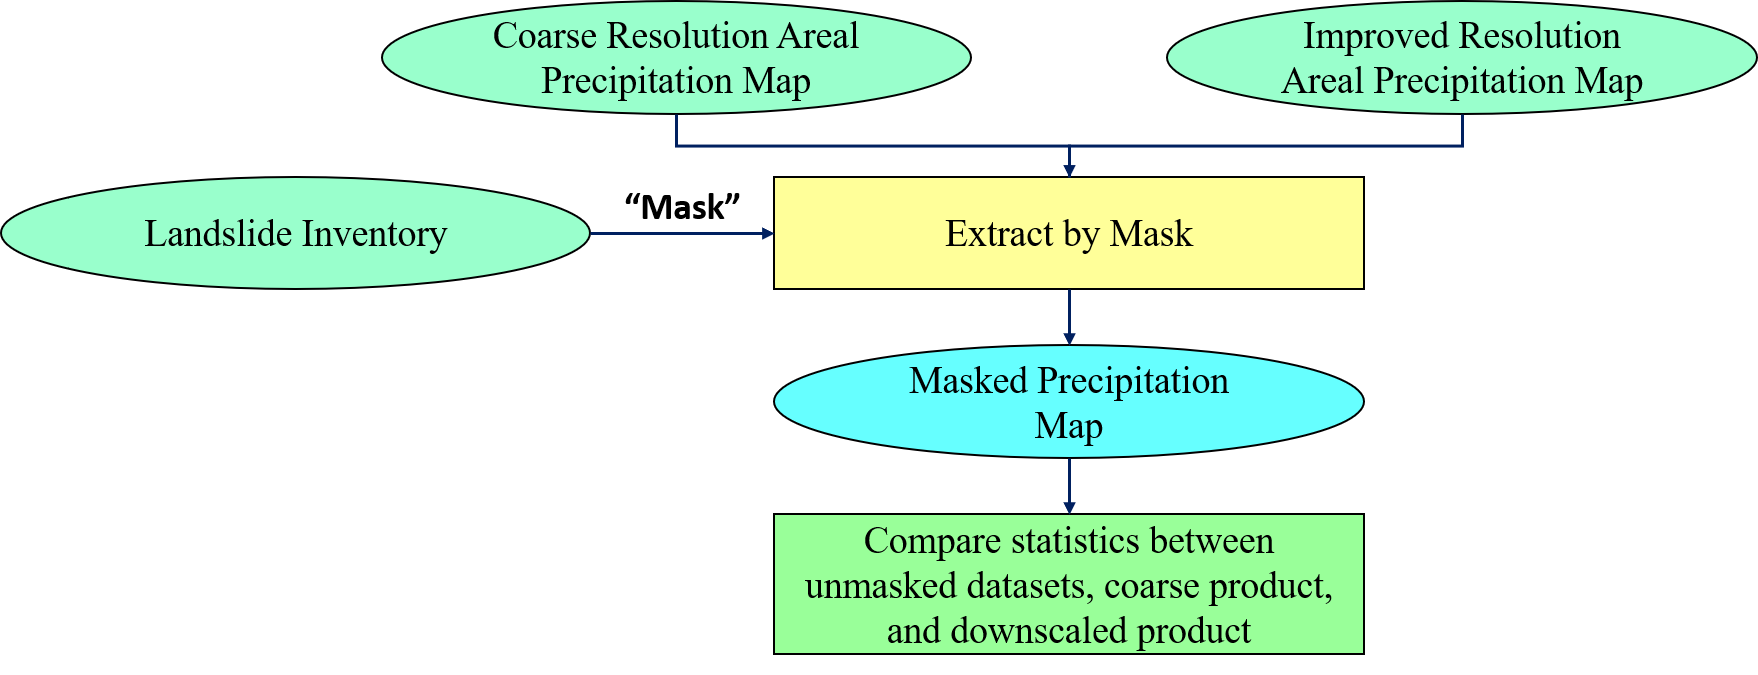 Coarse Resolution Areal
Precipitation Map
Improved Resolution
Areal Precipitation Map
Landslide Inventory
“Mask”
Extract by Mask
Masked Precipitation
Map
Compare statistics between
unmasked datasets, coarse product,
and downscaled product